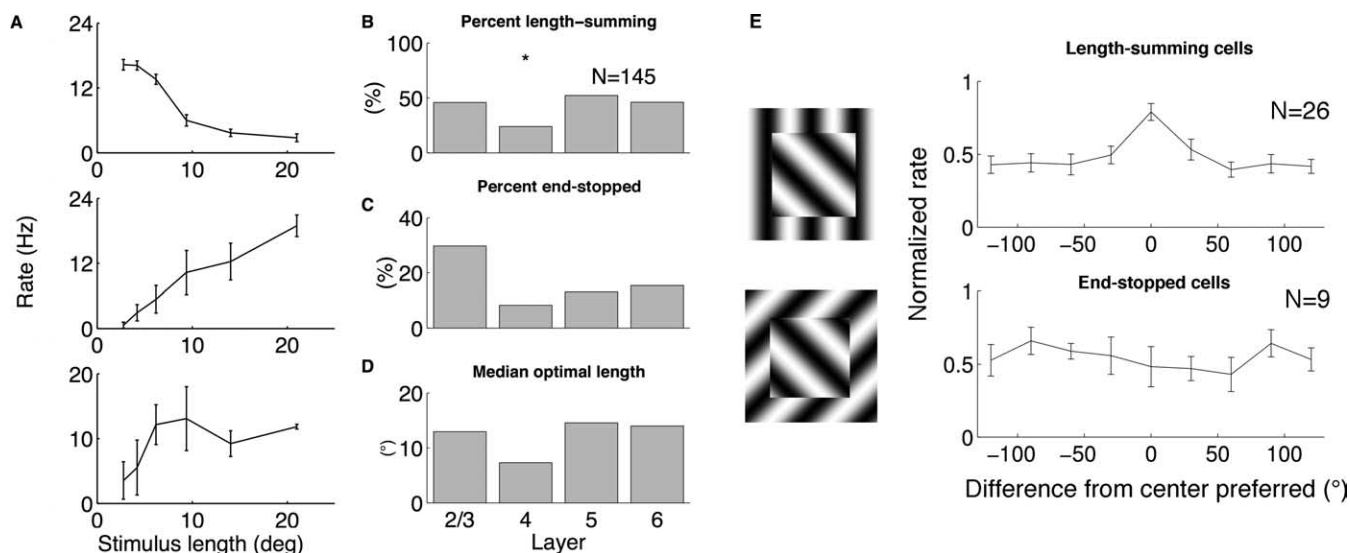 A
24
12
0
0
10
20
24
12
0
0
10
20
20
10
0
0
10
20
Rate (Hz)
Stimulus length (deg)
B
Percent length-summing
100
50
0
(%)
*
N=145
C
Percent end-stopped
40
20
0
(%)
D
Median optimal length
20
10
0
(°)
2/3
4
5
6
Layer
E
Length-summing cells
1
0.5
0
N=26
−100
−50
0
50
100
End-stopped cells
1
0.5
0
N=9
−100
−50
0
50
100
Normalized rate
Difference from center preferred (°)